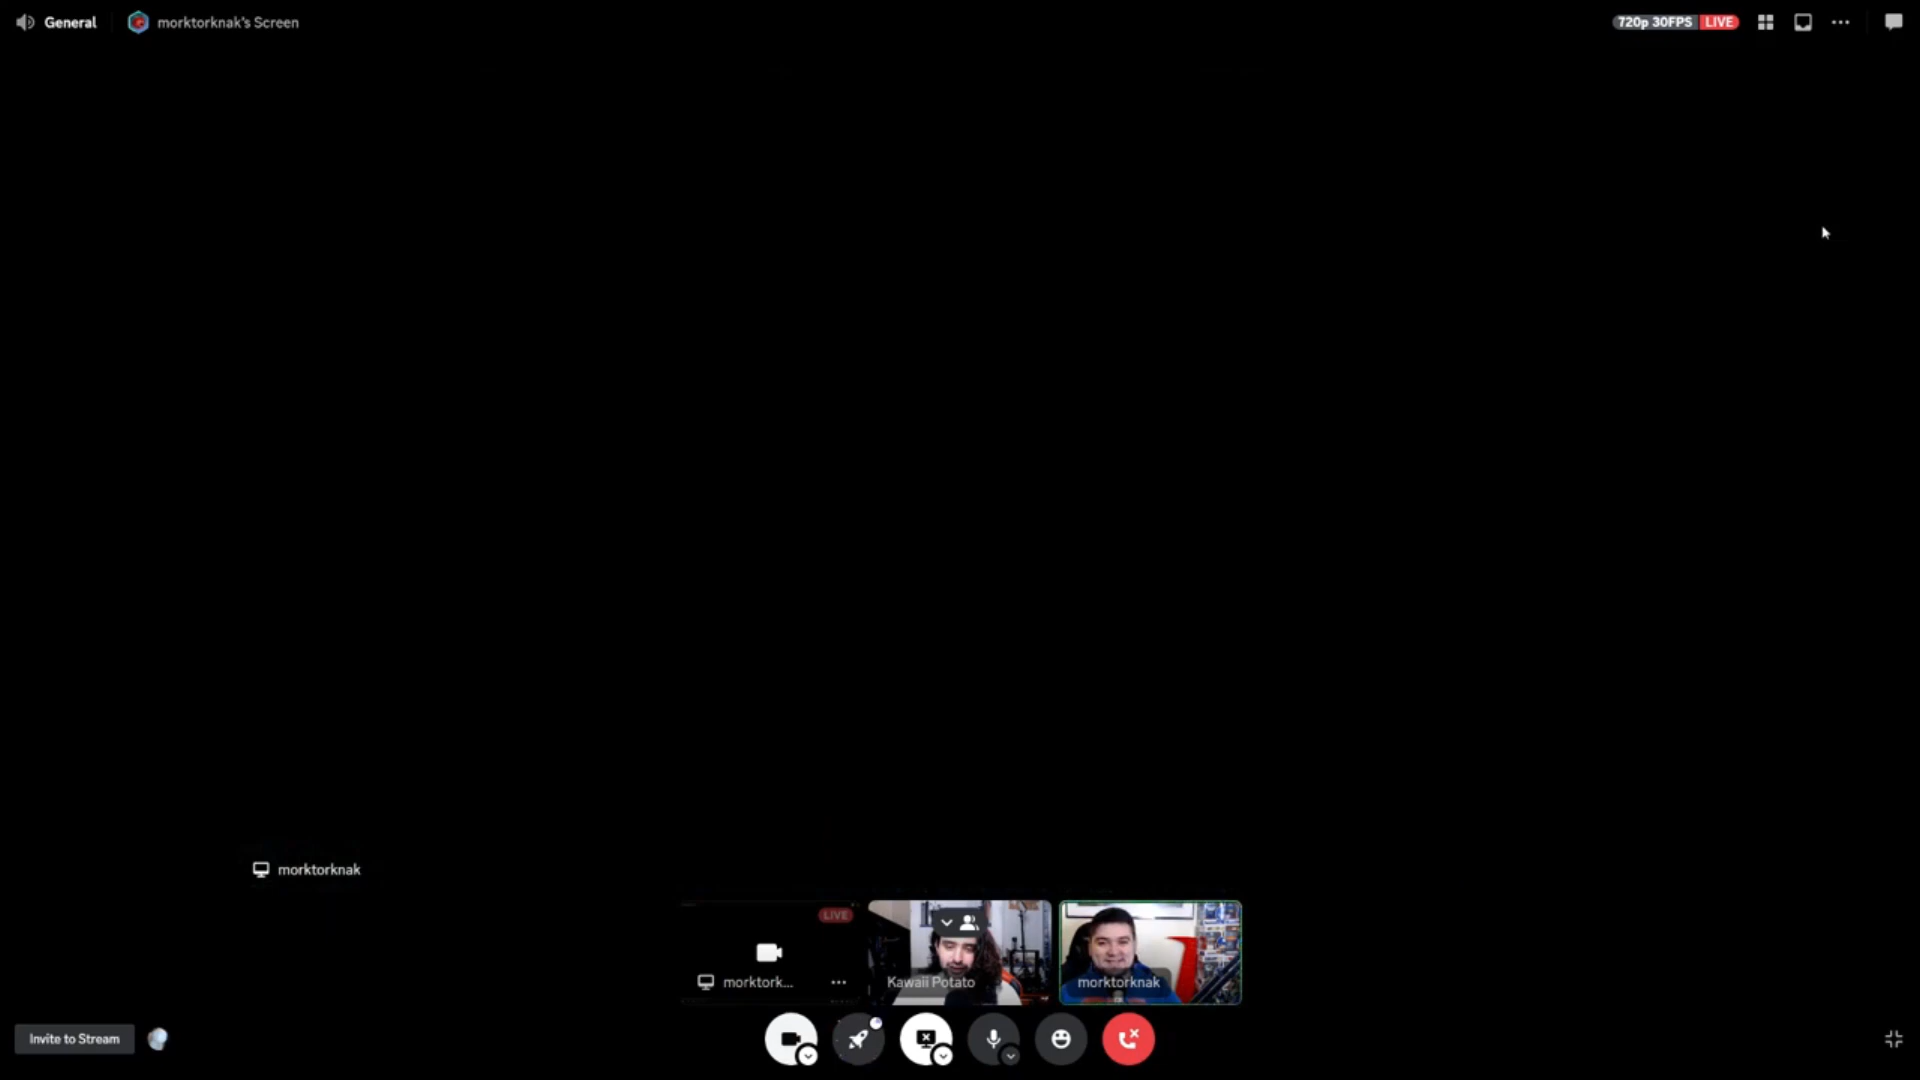 General
morktorknak's Screen
720p 30FPS LIVE
morktorknak
LIVE
morktork...
Kawaii Potato
morktorknak
Invite to Stream